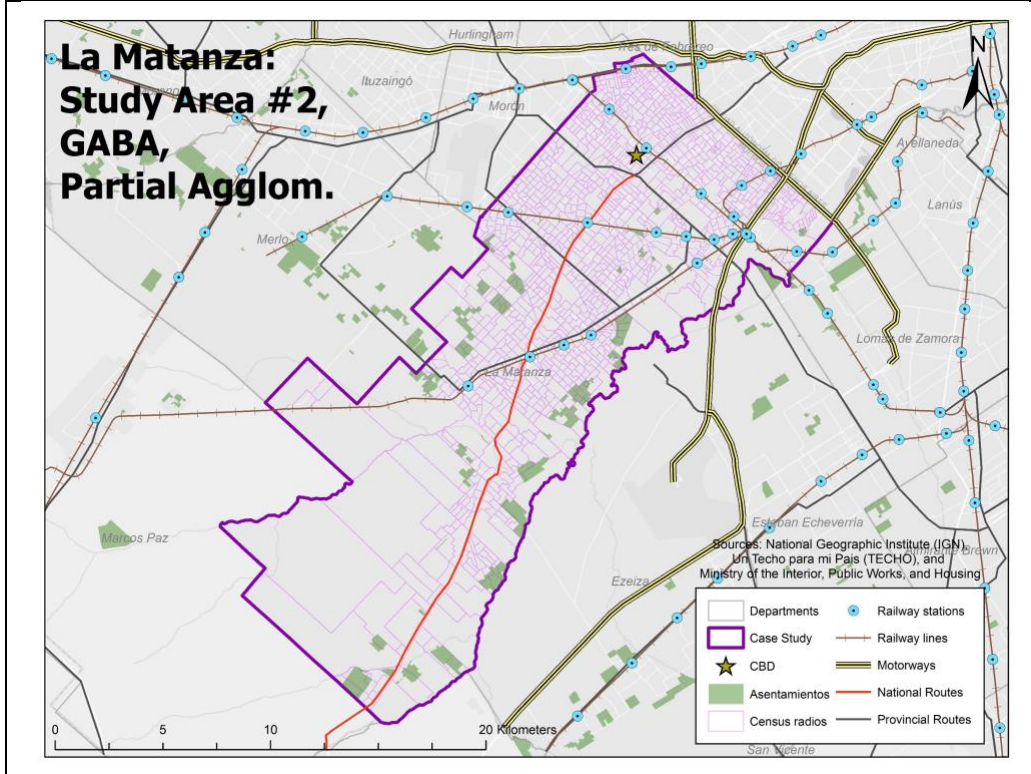 La Matanza:
Study Area #2,
GABA,
Partial Agglom.
Hurlingham
Tres de Febrero
Ituzaingó
Morón
N
Avellaneda
Lanús
Merlo
Lomas de Zamora
La Matanza
Marcos Paz
Esteban Echeverría
Sources: National Geographic Institute (IGN),
Un Techo para mi Pais (TECHO), and
Almirante Brown
Ministry of the Interior, Public Works, and Housing
Ezeiza
Departments
Railway stations
Case Study
Railway lines
CBD
Motorways
Asentamientos
National Routes
Census radios
Provincial Routes
0 5 10 20 Kilometers
San Vicente